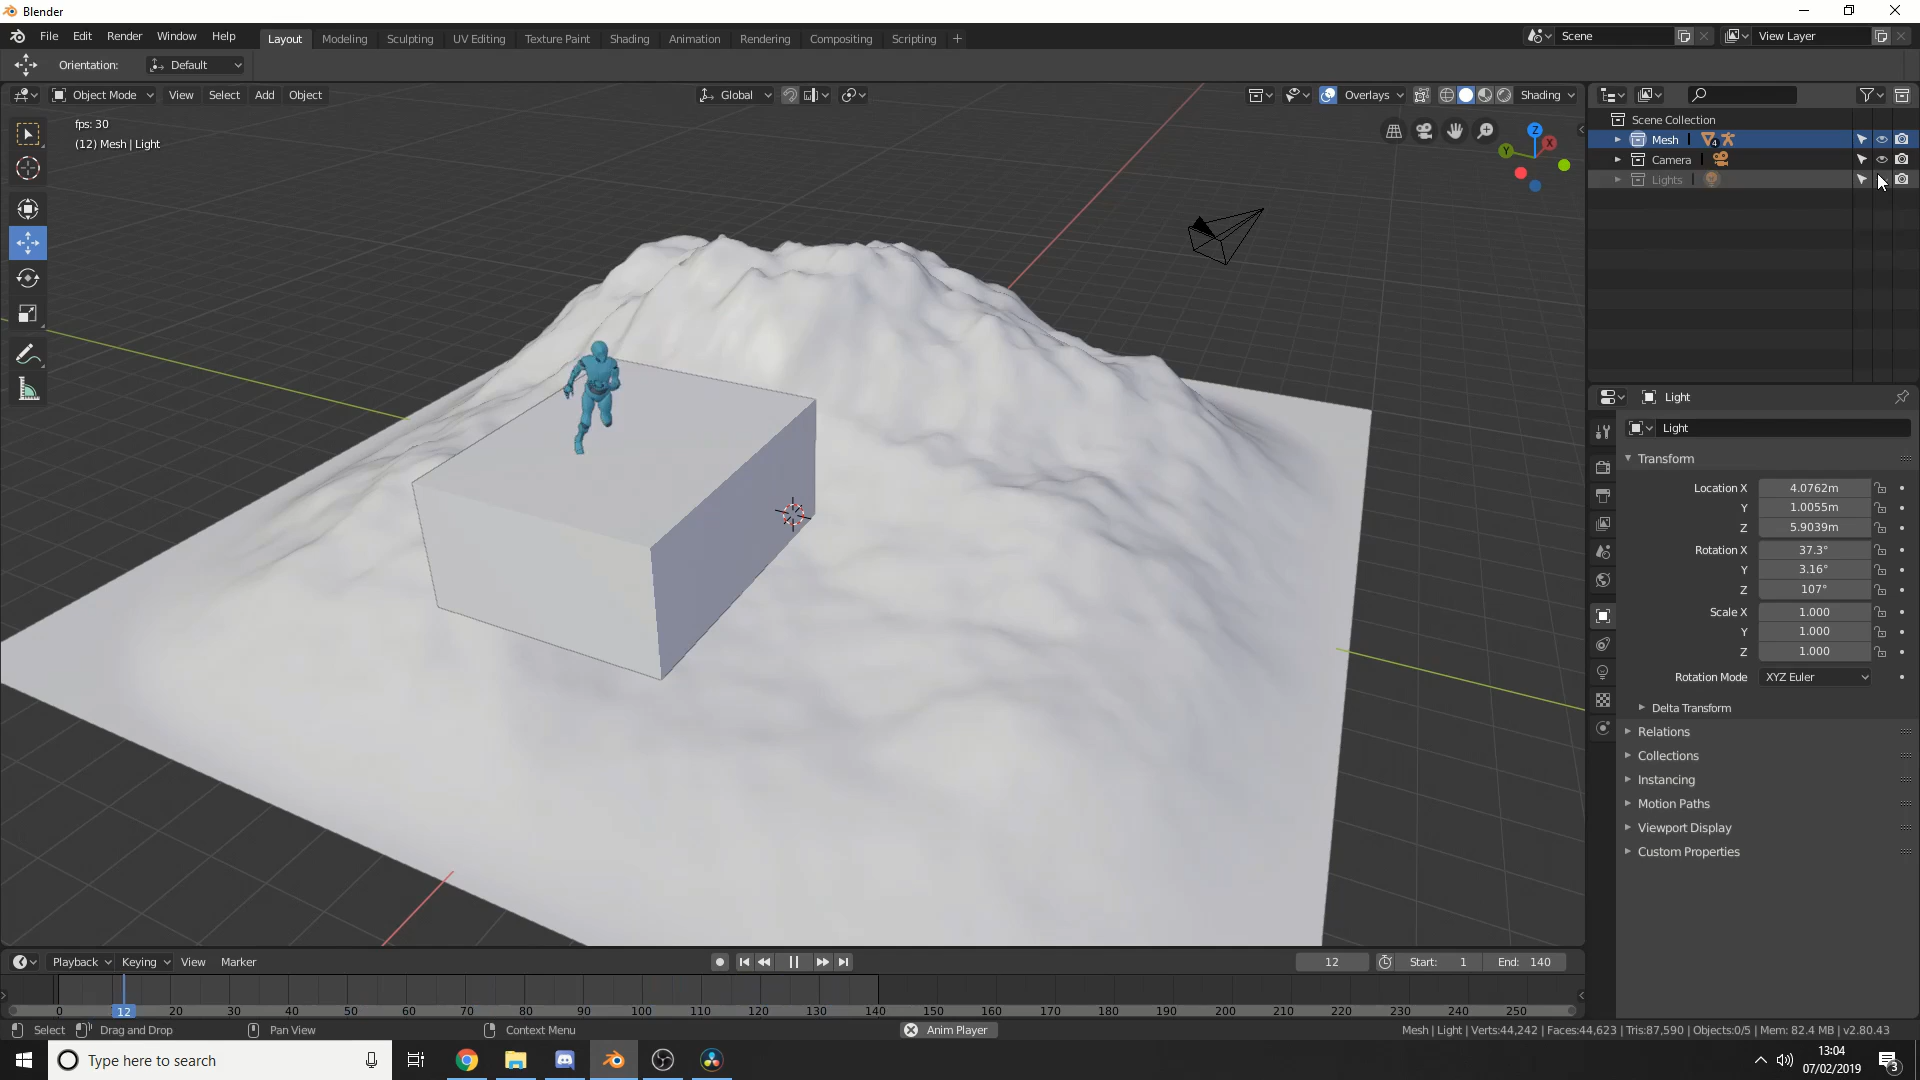 Blender
File Edit Render Window Help Layout Modeling Sculpting UV Editing Texture Paint Shading Animation Rendering Compositing Scripting + Scene View Layer
Orientation: Default
Object Mode View Select Add Object Global Overlays Shading
fps: 30
(12) Mesh | Light
Z
X
Y
Scene Collection
Mesh 4
Camera
Lights
Light
Light
Transform
Location X 4.0762m
Y 1.0055m
Z 5.9039m
Rotation X 37.3°
Y 3.16°
Z 107°
Scale X 1.000
Y 1.000
Z 1.000
Rotation Mode XYZ Euler
Delta Transform
Relations
Collections
Instancing
Motion Paths
Viewport Display
Custom Properties
Playback Keying View Marker 12 Start: 1 End: 140
0 12 20 30 40 50 60 70 80 90 100 110 120 130 140 150 160 170 180 190 200 210 220 230 240 250
Select Drag and Drop Pan View Context Menu Anim Player Mesh | Light | Verts:44,242 | Faces:44,623 | Tris:87,590 | Objects:0/5 | Mem: 82.4 MB | v2.80.43
Type here to search
13:04
07/02/2019
3